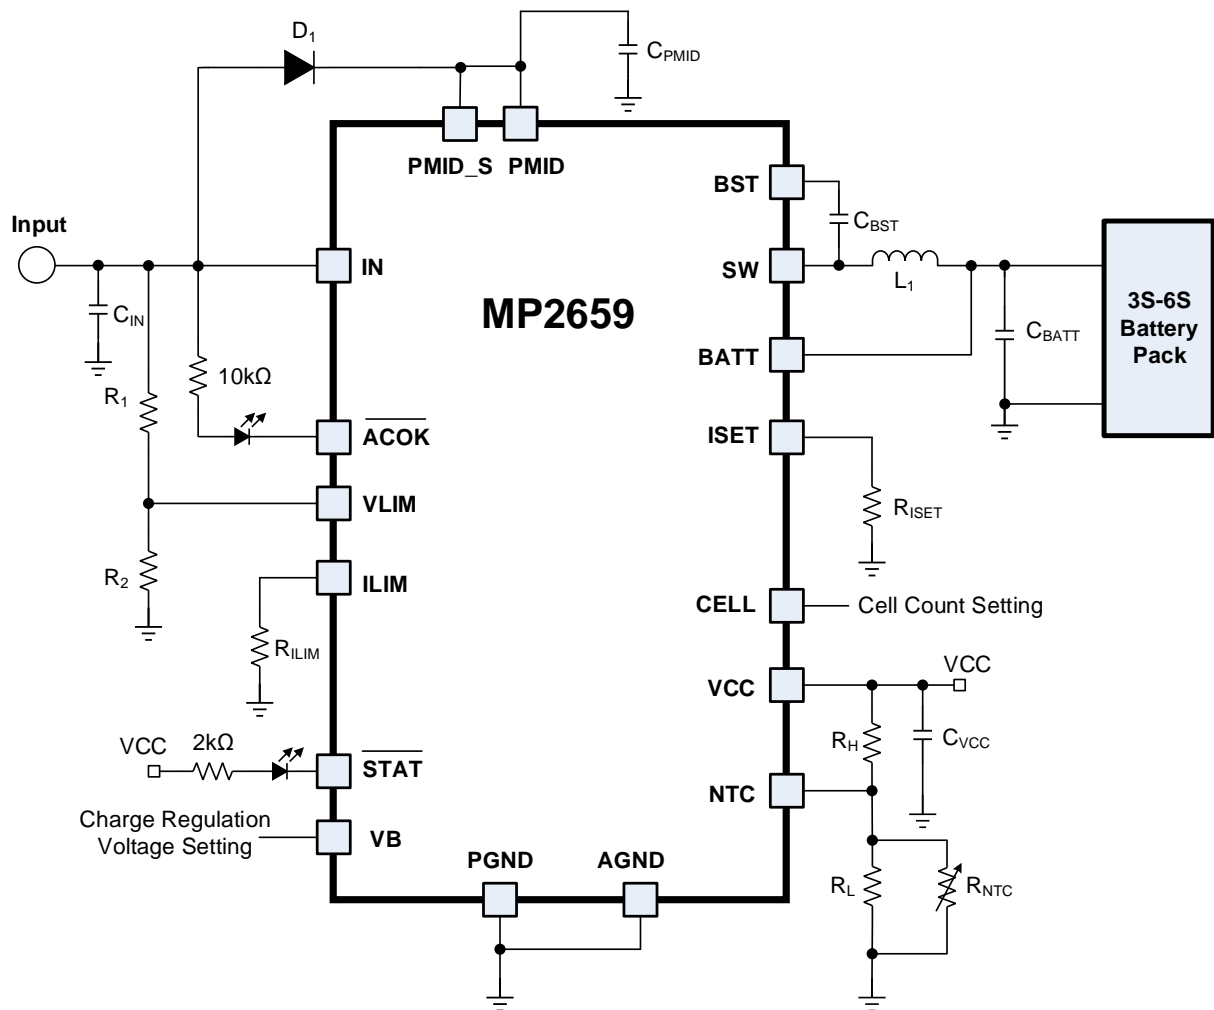 D1
CPMID
PMID_S PMID
BST
CBST
Input
IN
SW
L1
MP2659
3S-6S
Battery
Pack
CIN
CBATT
BATT
10kΩ
R1
ACOK
ISET
VLIM
RISET
R2
ILIM
CELL
Cell Count Setting
RILIM
VCC
VCC
VCC
2kΩ
RH
CVCC
STAT
NTC
Charge Regulation
Voltage Setting
VB
PGND
AGND
RL
RNTC